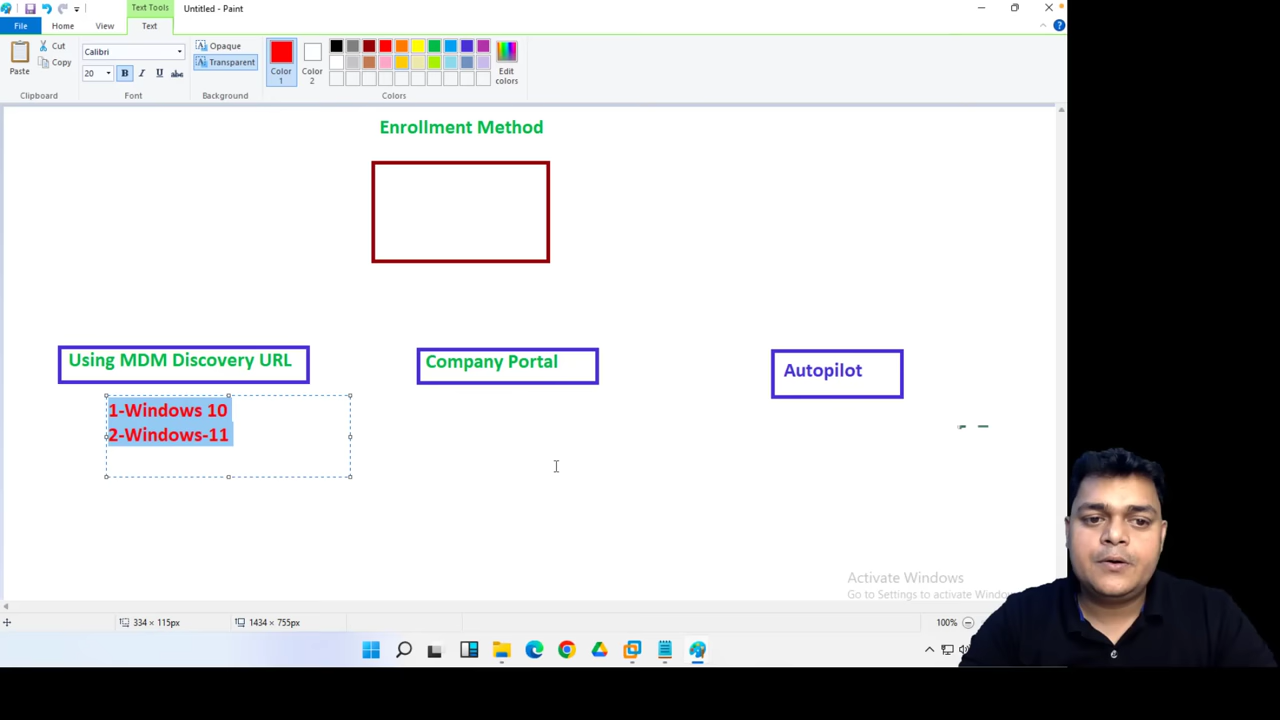 Text Tools
Untitled - Paint
File
Home
View
Text
Paste
Cut
Copy
Clipboard
Calibri
20
B
I
U
abc
Font
Opaque
Transparent
Background
Color
1
Color
2
Edit
colors
Colors
Enrollment Method
Using MDM Discovery URL
Company Portal
Autopilot
1-Windows 10
2-Windows-11
Activate Windows
Go to Settings to activate Windo
334 × 115px
1434 × 755px
100%